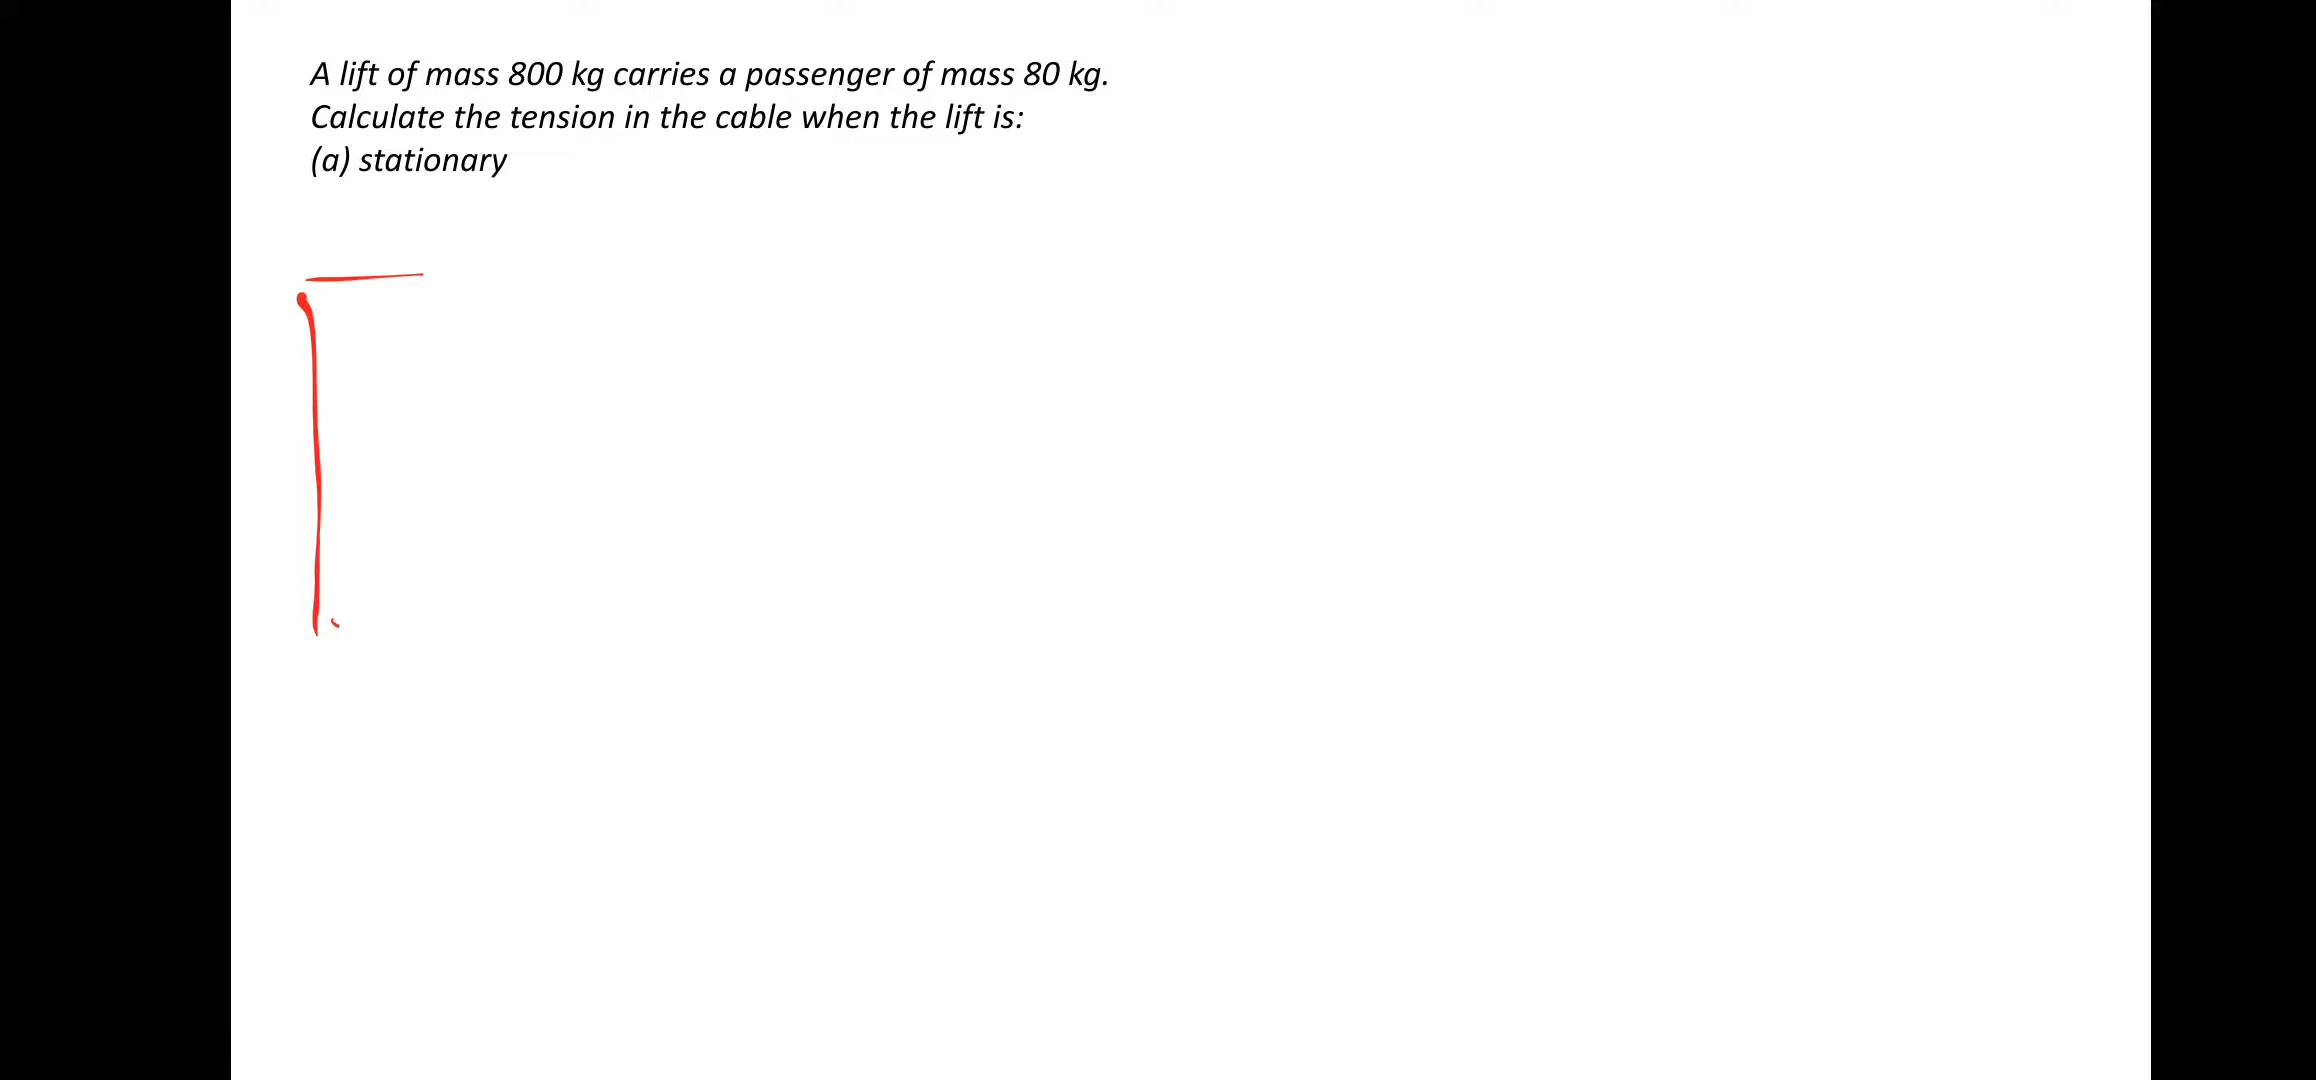 A lift of mass 800 kg carries a passenger of mass 80 kg.
Calculate the tension in the cable when the lift is:
(a) stationary